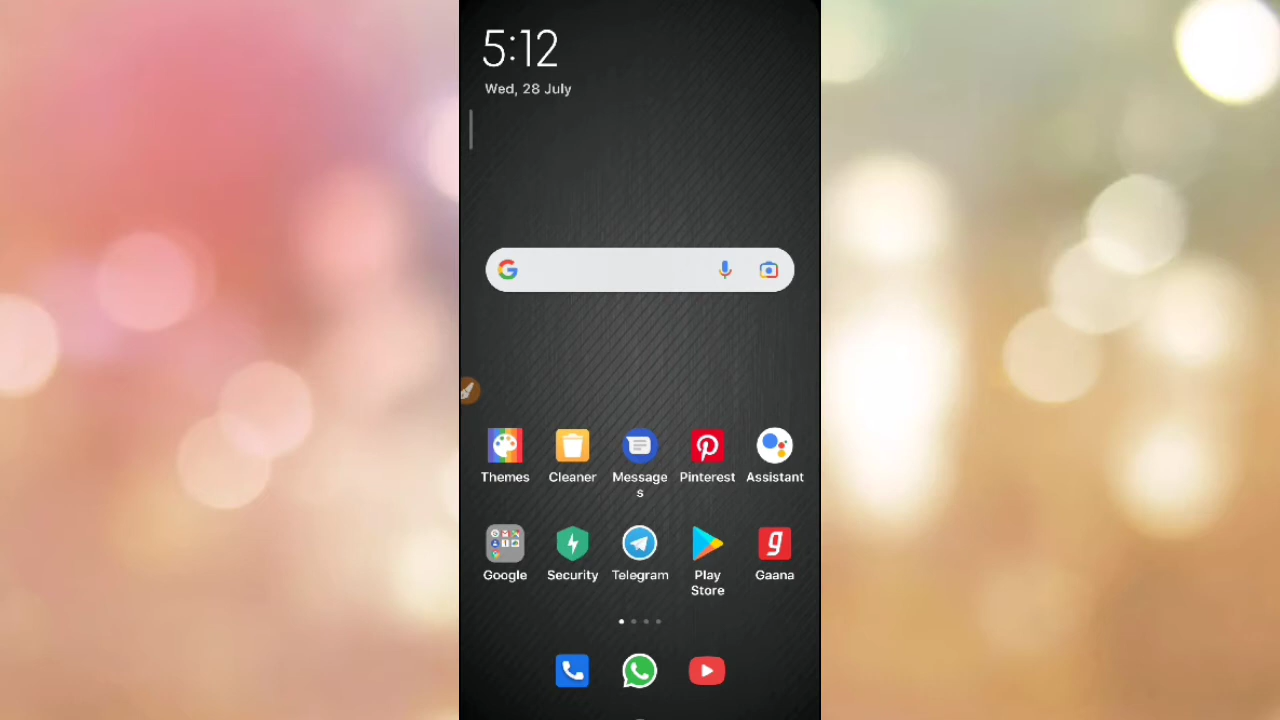 5:12
Wed, 28 July
Themes
Cleaner
Message
s
Pinterest
Assistant
Google
Security
Telegram
Play
Store
Gaana